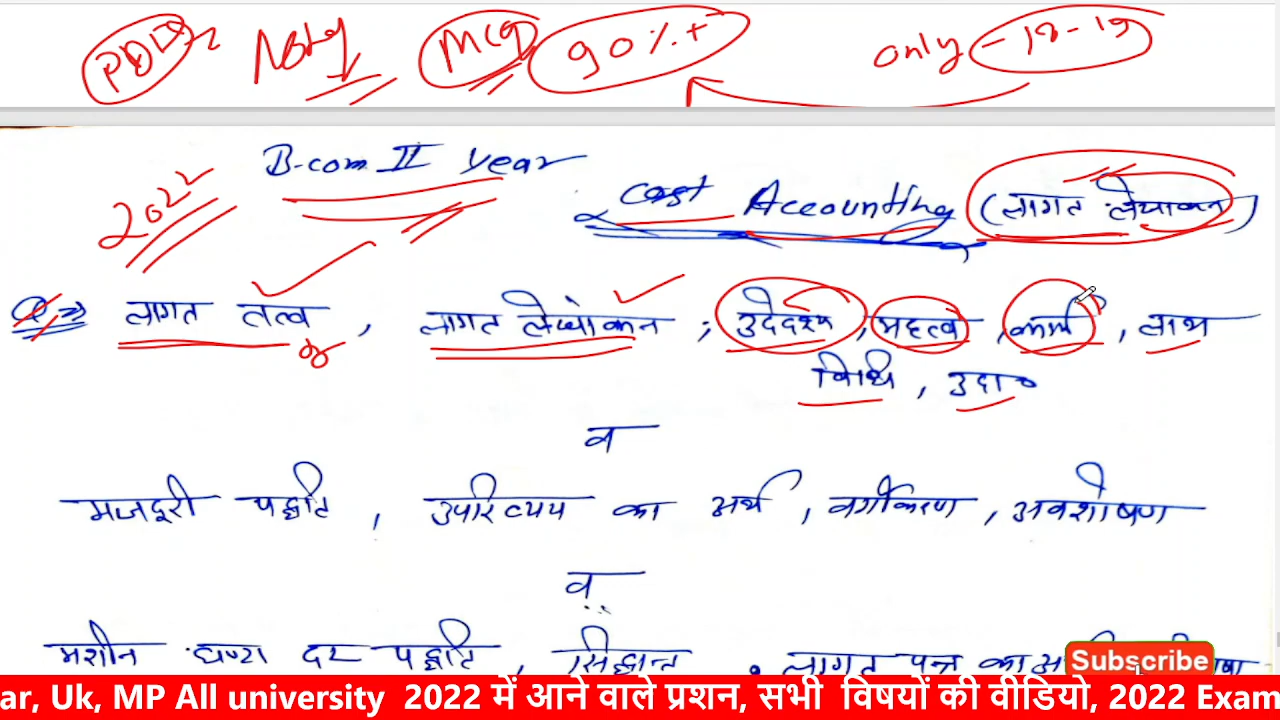 PDF Notes MCQ 90%+ only - 18-19
B.com II Year
2022
Cost Accounting (लागत लेखांकन)
Q⇒ लागत तत्व, लागत लेखांकन, उद्देश्य, महत्व, कार्य, लाभ
विधि, उदा०
व
मजदूरी पद्धति, उपरिव्यय का अर्थ, वर्गीकरण, अवशोषण
व
मशीन घण्टा दर पद्धति, सिद्धान्त . लागत पत्र का
Subscribe
ar, Uk, MP All university 2022 में आने वाले प्रशन, सभी विषयों की वीडियो, 2022 Exam